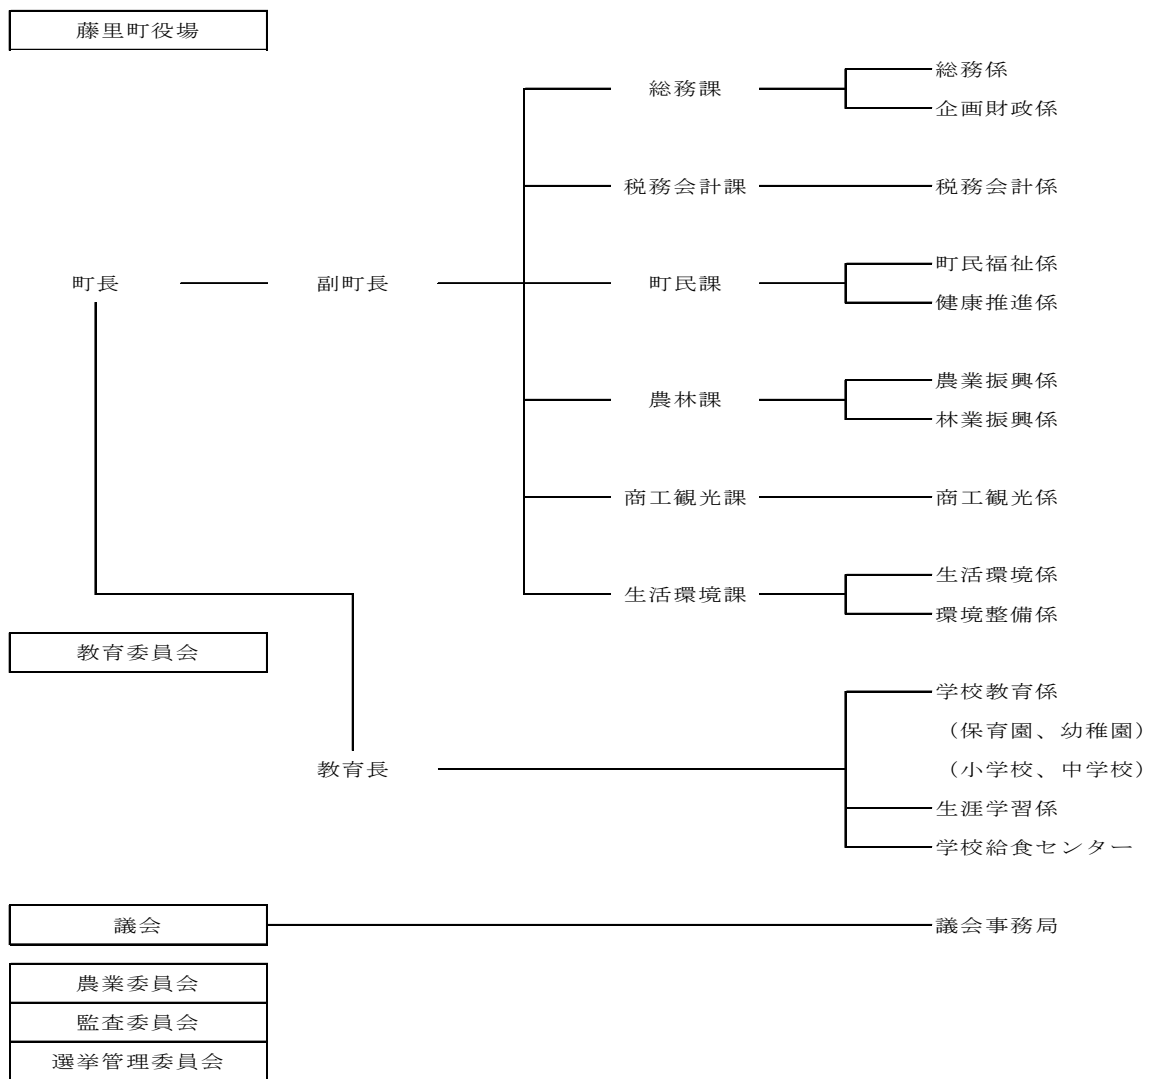 藤里町役場
総務係
総務課
企画財政係
税務会計課 税務会計係
町民福祉係
町長 副町長 町民課
健康推進係
農業振興係
農林課
林業振興係
商工観光課 商工観光係
生活環境係
生活環境課
環境整備係
教育委員会
学校教育係
（保育園、幼稚園）
教育長 （小学校、中学校）
生涯学習係
学校給食センター
議会 議会事務局
農業委員会
監査委員会
選挙管理委員会